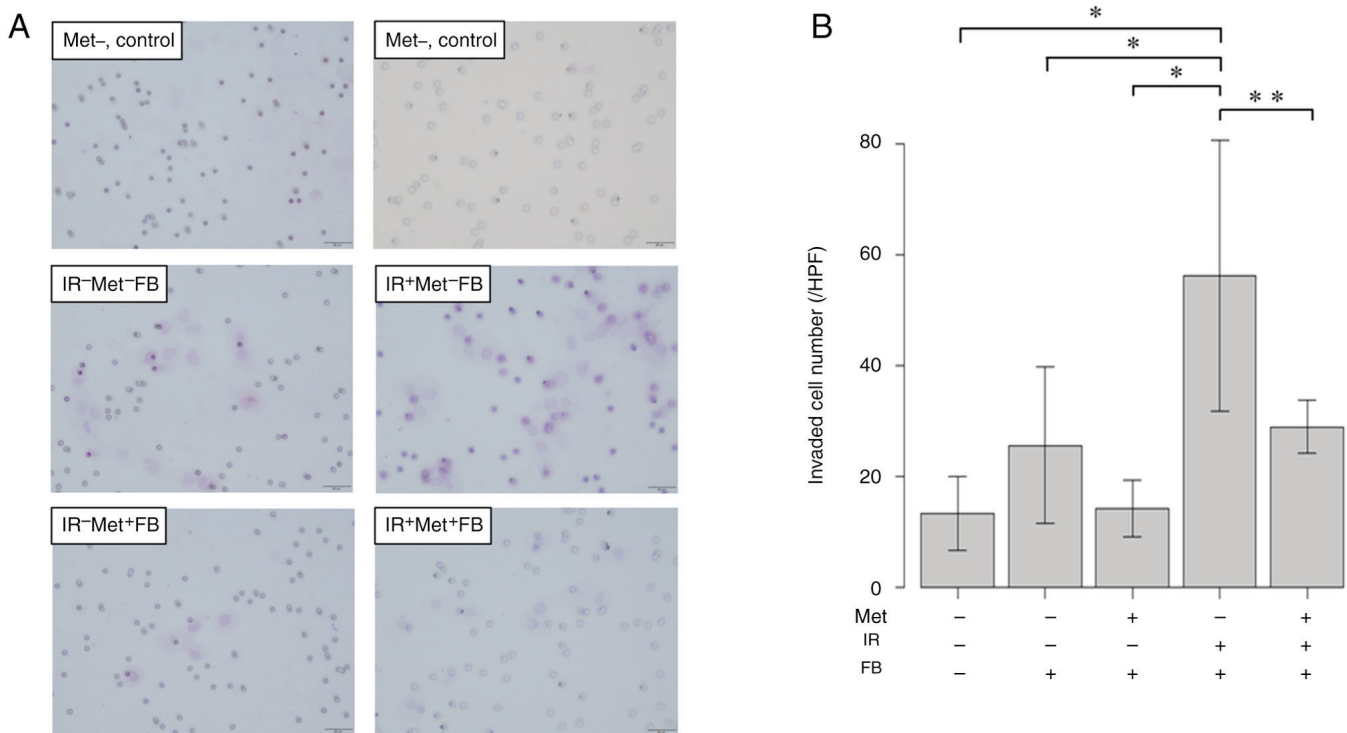 A
Met–, control
Met–, control
IR⁻Met⁻FB
IR⁺Met⁻FB
IR⁻Met⁺FB
IR⁺Met⁺FB
B
*
*
*
* *
Invaded cell number (/HPF)
80
60
40
20
0
Met – – + – +
IR – – – + +
FB – + + + +